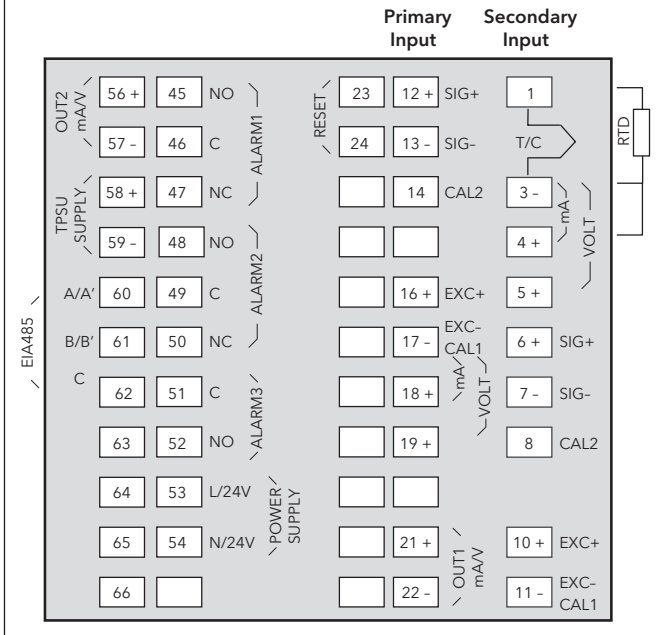 Primary Input
Secondary Input
OUT2 mA/V
56 +
45
NO
57 -
46
C
ALARM1
TPSU SUPPLY
58 +
47
NC
59 -
48
NO
A/A'
60
49
C
ALARM2
EIA485
B/B'
61
50
NC
C
62
51
C
ALARM3
63
52
NO
64
53
L/24V
POWER SUPPLY
65
54
N/24V
66
RESET
23
12 +
SIG+
24
13 -
SIG-
14
CAL2
16 +
EXC+
17 -
EXC-
CAL1
18 +
mA
VOLT
19 +
21 +
OUT1 mA/V
22 -
1
T/C
RTD
3 -
mA
4 +
VOLT
5 +
6 +
SIG+
7 -
SIG-
8
CAL2
10 +
EXC+
11 -
EXC-
CAL1